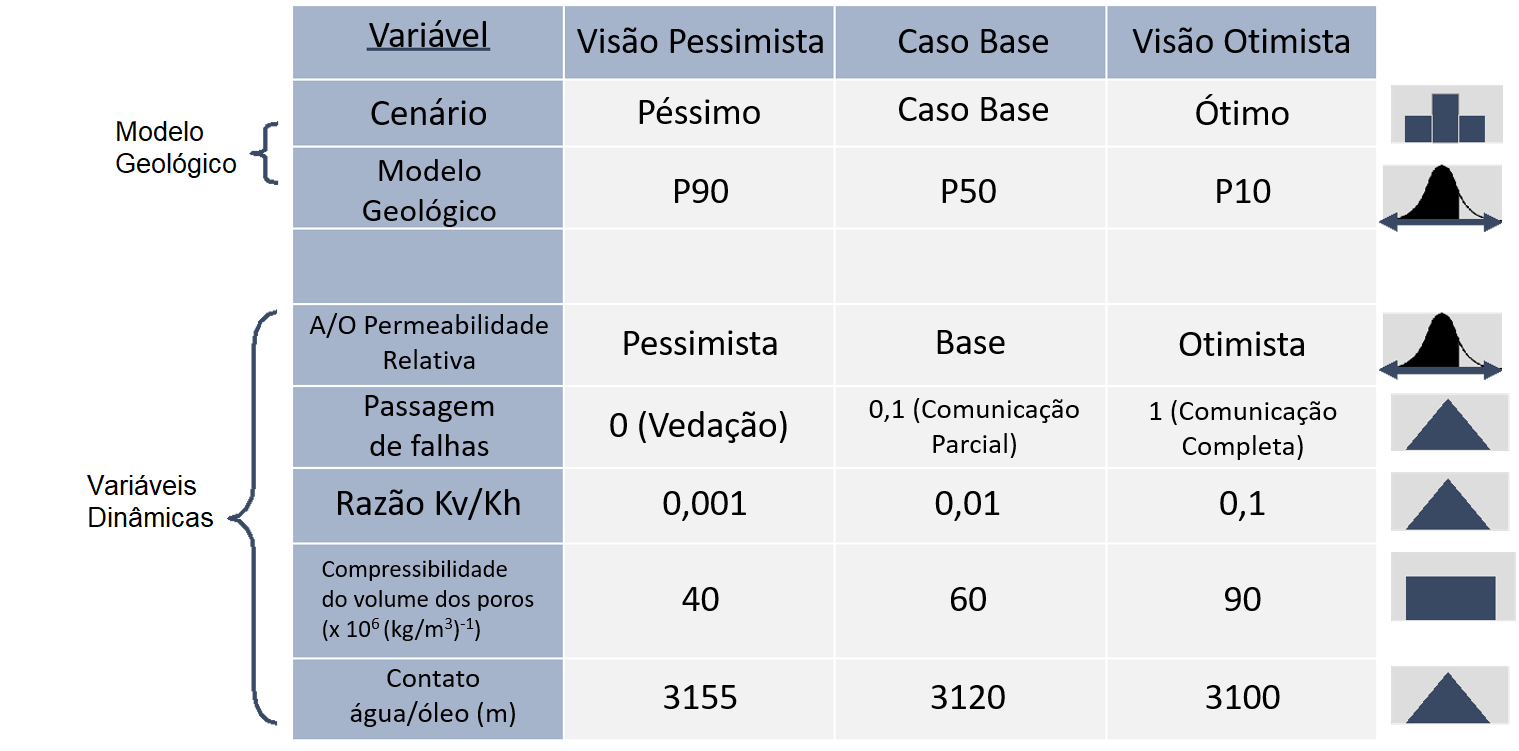 Variável
Visão Pessimista
Caso Base
Visão Otimista
Modelo
Geológico
Cenário
Péssimo
Caso Base
Ótimo
Modelo
Geológico
P90
P50
P10
Variáveis
Dinâmicas
A/O Permeabilidade
Relativa
Pessimista
Base
Otimista
Passagem
de falhas
0 (Vedação)
0,1 (Comunicação
Parcial)
1 (Comunicação
Completa)
Razão Kv/Kh
0,001
0,01
0,1
Compressibilidade
do volume dos poros
(x 10⁶ (kg/m³)⁻¹)
40
60
90
Contato
água/óleo (m)
3155
3120
3100